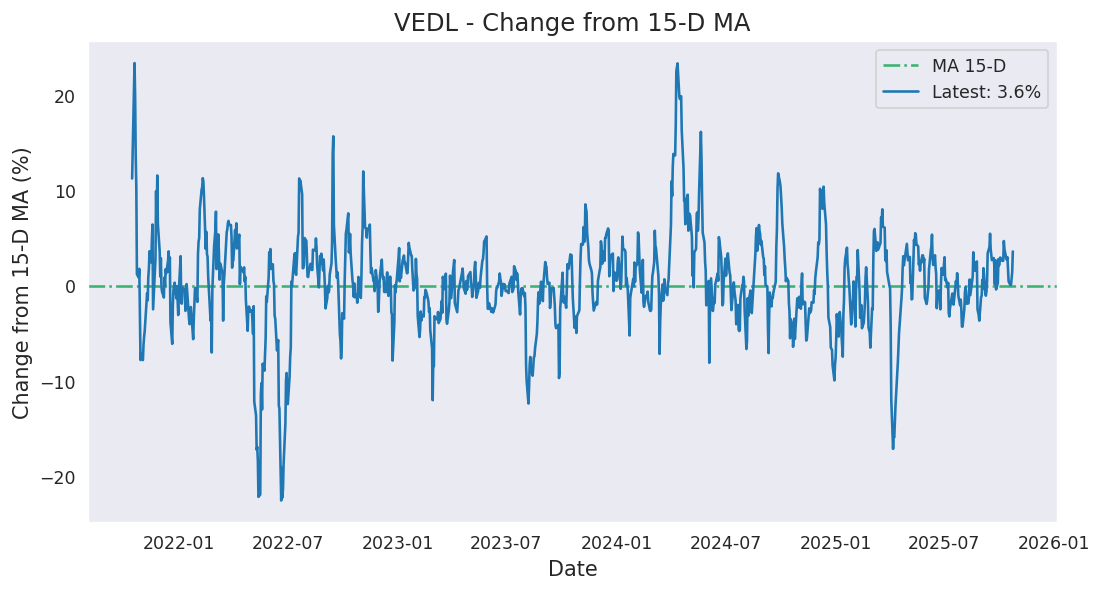 VEDL - Change from 15-D MA
MA 15-D
Latest: 3.6%
Change from 15-D MA (%)
20
10
0
−10
−20
2022-01 2022-07 2023-01 2023-07 2024-01 2024-07 2025-01 2025-07 2026-01
Date